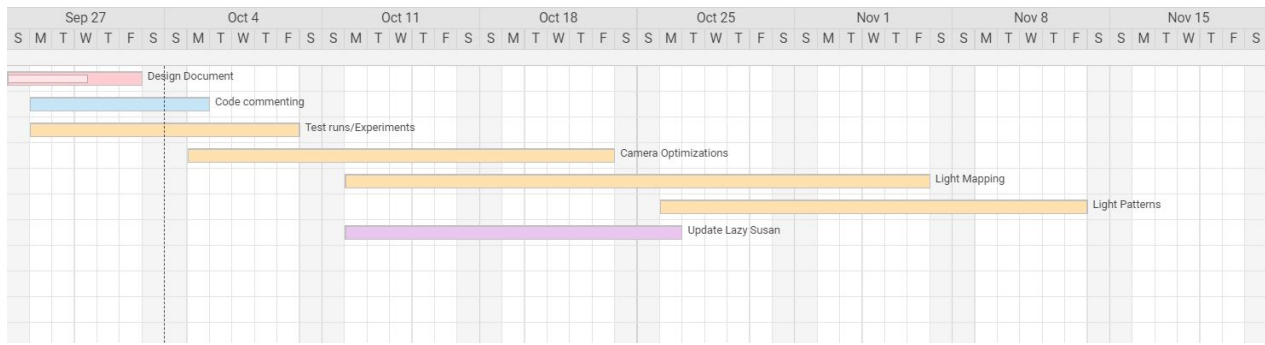 Sep 27 Oct 4 Oct 11 Oct 18 Oct 25 Nov 1 Nov 8 Nov 15
S M T W T F S S M T W T F S S M T W T F S S M T W T F S S M T W T F S S M T W T F S S M T W T F S S M T W T F S
Design Document
Code commenting
Test runs/Experiments
Camera Optimizations
Light Mapping
Light Patterns
Update Lazy Susan